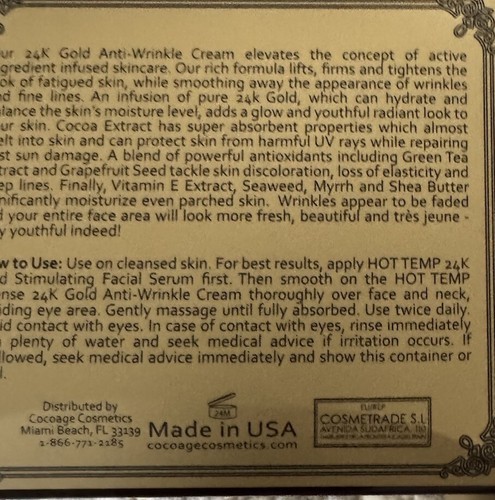 ur 24K Gold Anti-Wrinkle Cream elevates the concept of active
gredient infused skincare. Our rich formula lifts, firms and tightens the
ok of fatigued skin, while smoothing away the appearance of wrinkles
d fine lines. An infusion of pure 24k Gold, which can hydrate and
lance the skin's moisture level, adds a glow and youthful radiant look to
ur skin. Cocoa Extract has super absorbent properties which almost
elt into skin and can protect skin from harmful UV rays while repairing
st sun damage. A blend of powerful antioxidants including Green Tea
tract and Grapefruit Seed tackle skin discoloration, loss of elasticity and
ep lines. Finally, Vitamin E Extract, Seaweed, Myrrh and Shea Butter
nificantly moisturize even parched skin. Wrinkles appear to be faded
d your entire face area will look more fresh, beautiful and très jeune -
y youthful indeed!
w to Use: Use on cleansed skin. For best results, apply HOT TEMP 24K
d Stimulating Facial Serum first. Then smooth on the HOT TEMP
nse 24K Gold Anti-Wrinkle Cream thoroughly over face and neck,
iding eye area. Gently massage until fully absorbed. Use twice daily.
id contact with eyes. In case of contact with eyes, rinse immediately
plenty of water and seek medical advice if irritation occurs. If
llowed, seek medical advice immediately and show this container or
l.
Distributed by
Cocoage Cosmetics
Miami Beach, FL 33139
1-866-771-2185
24M
Made in USA
cocoagecosmetics.com
EU REP
COSMETRADE S.L
AVENIDA SUDAFRICA, 110